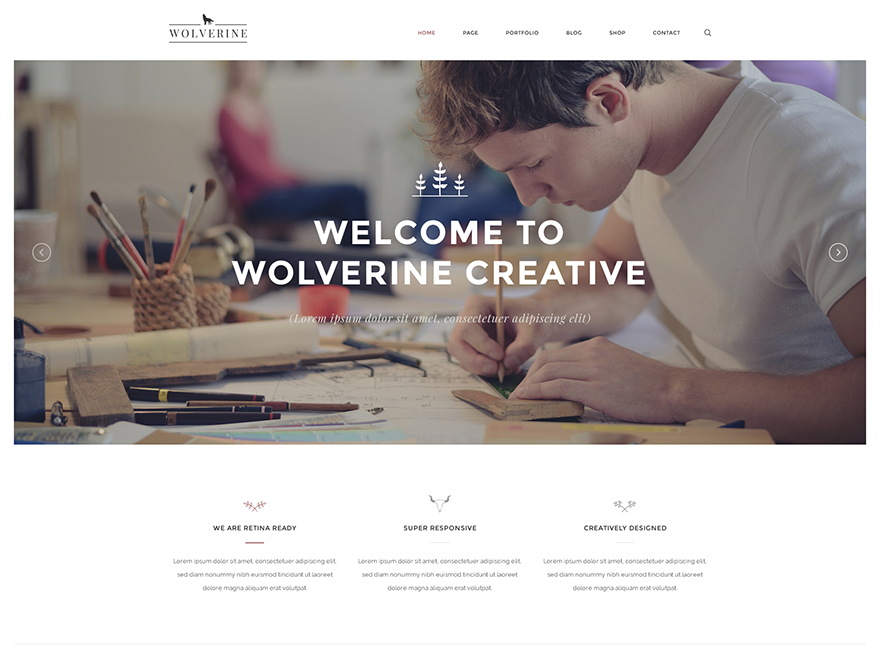 WOLVERINE
HOME PAGE PORTFOLIO BLOG SHOP CONTACT
WELCOME TO
WOLVERINE CREATIVE
(Lorem ipsum dolor sit amet, consectetuer adipiscing elit)
WE ARE RETINA READY
Lorem ipsum dolor sit amet, consectetuer adipiscing elit,
sed diam nonummy nibh euismod tincidunt ut laoreet
dolore magna aliquam erat volutpat.
SUPER RESPONSIVE
Lorem ipsum dolor sit amet, consectetuer adipiscing elit,
sed diam nonummy nibh euismod tincidunt ut laoreet
dolore magna aliquam erat volutpat.
CREATIVELY DESIGNED
Lorem ipsum dolor sit amet, consectetuer adipiscing elit,
sed diam nonummy nibh euismod tincidunt ut laoreet
dolore magna aliquam erat volutpat.